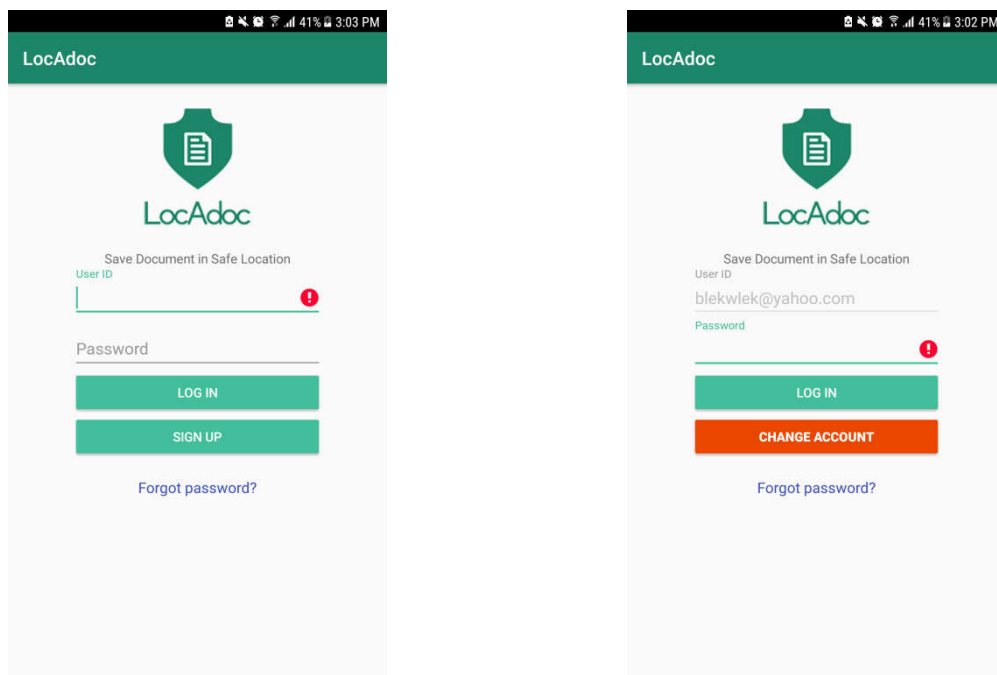 41% 3:03 PM
LocAdoc
LocAdoc
Save Document in Safe Location
User ID
Password
LOG IN
SIGN UP
Forgot password?
41% 3:02 PM
LocAdoc
LocAdoc
Save Document in Safe Location
User ID
blekwlek@yahoo.com
Password
LOG IN
CHANGE ACCOUNT
Forgot password?